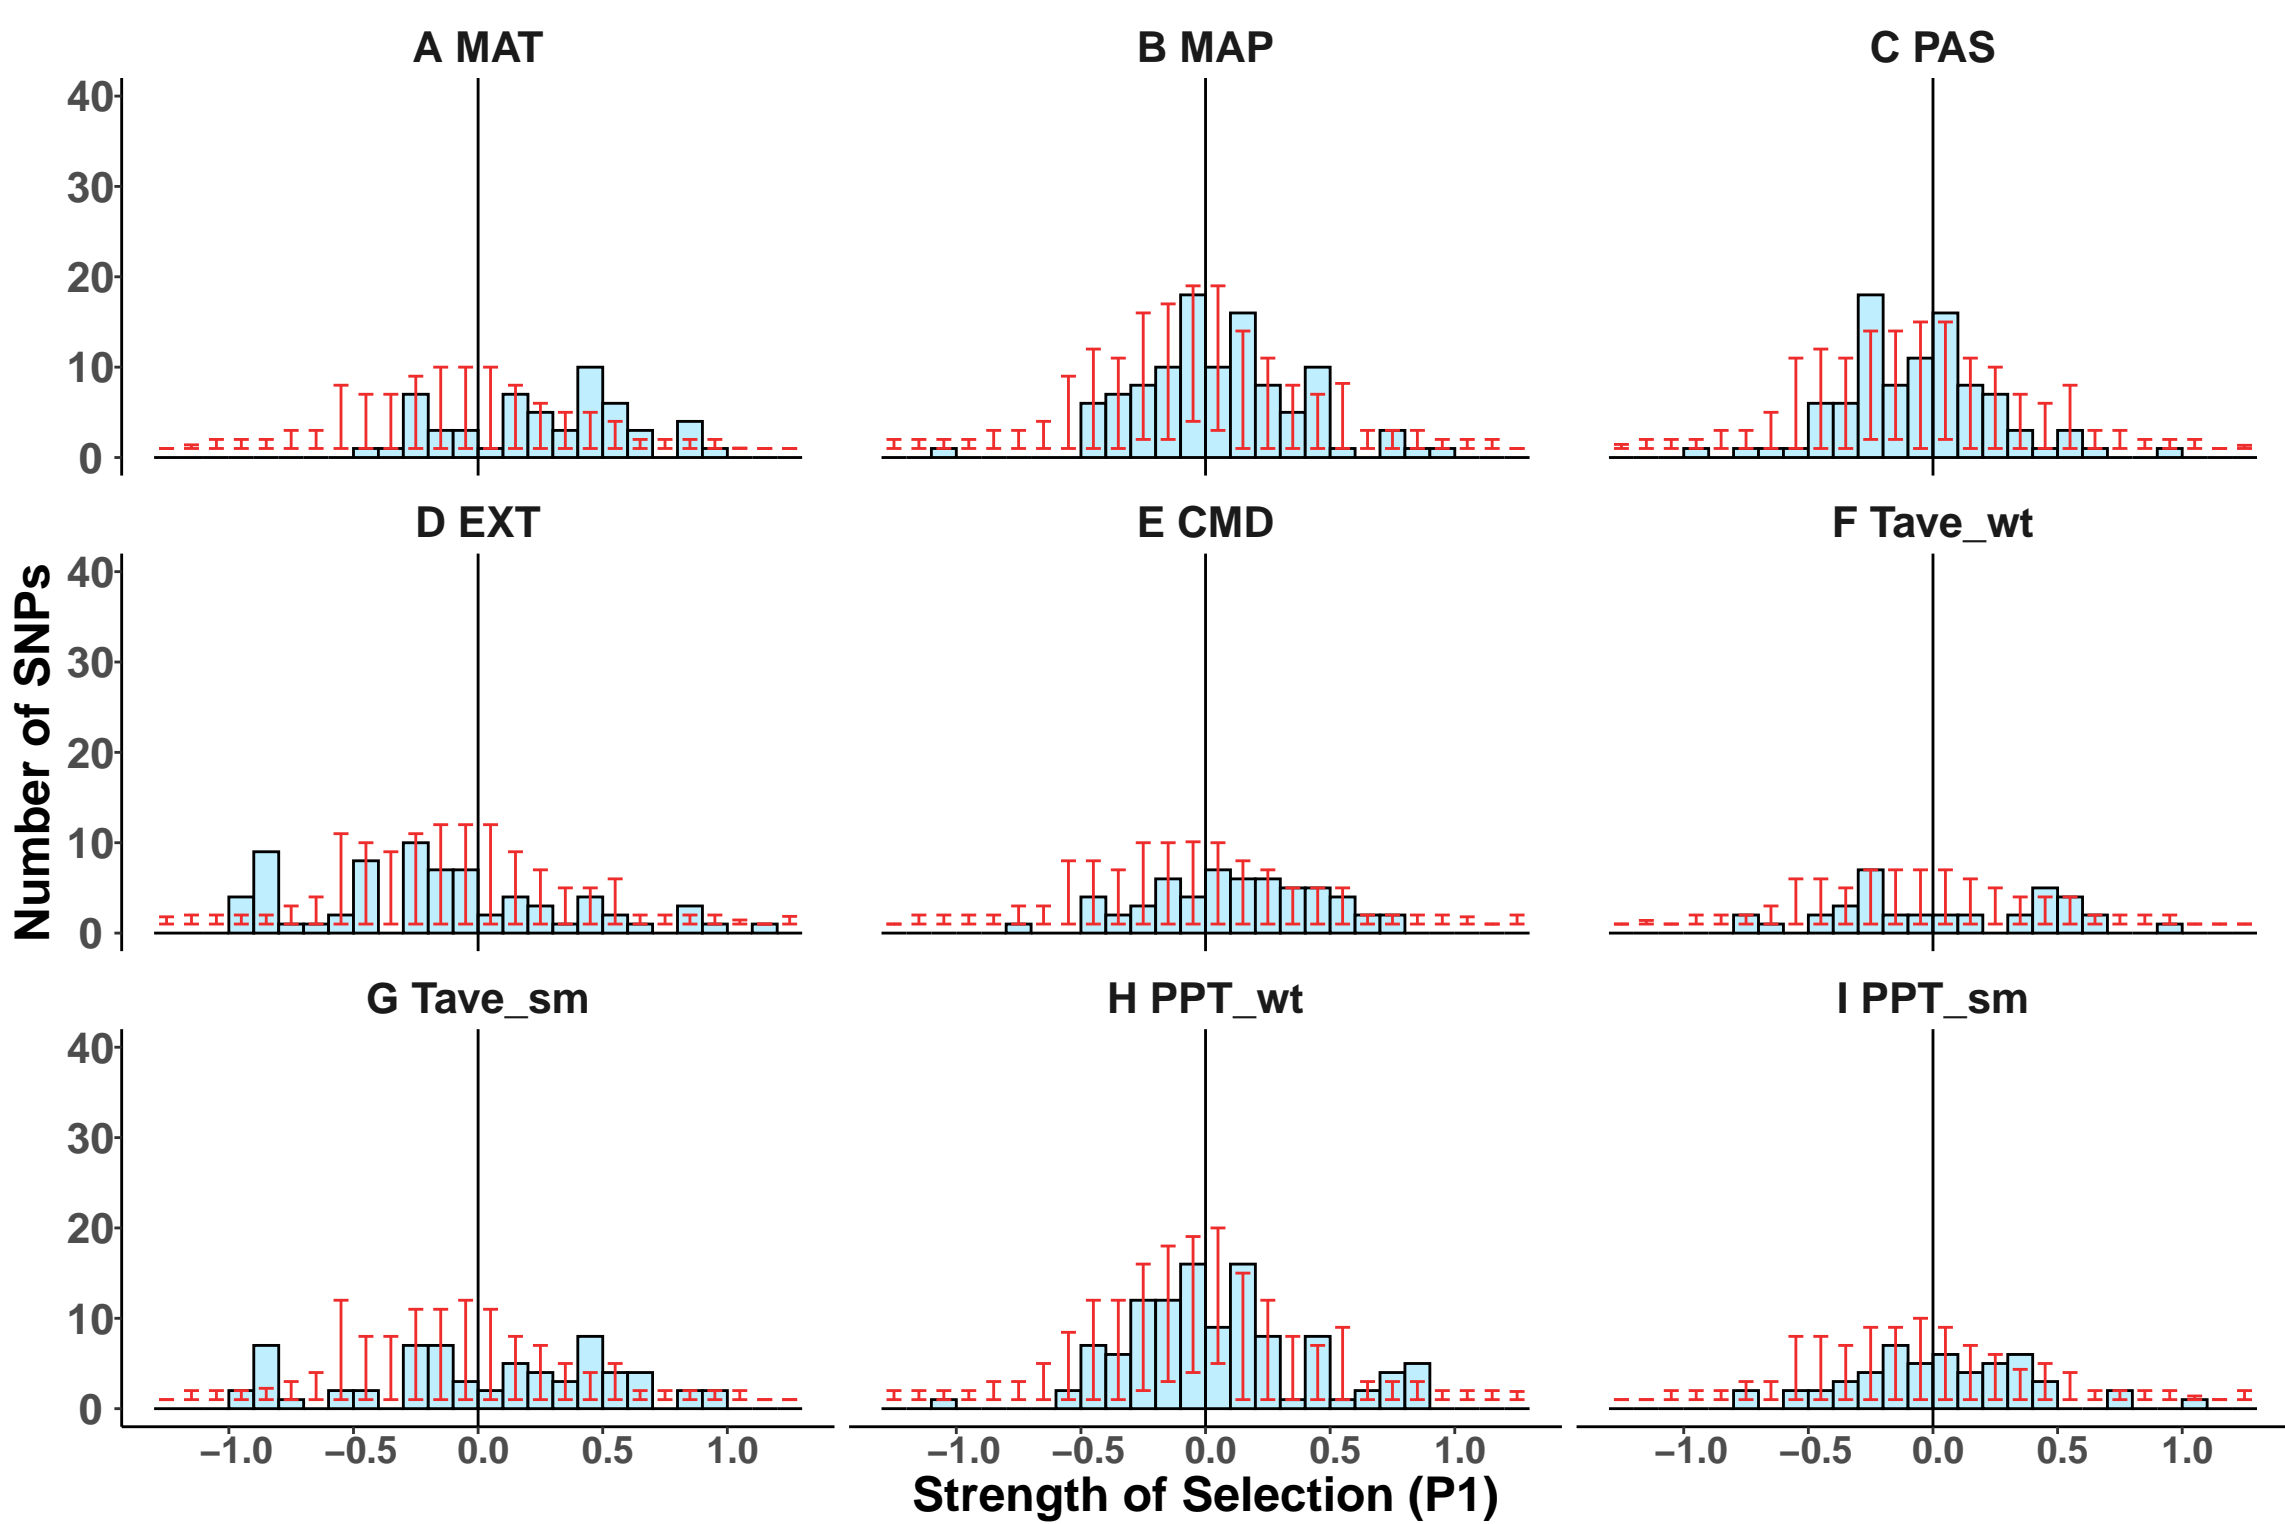 A MAT B MAP C PAS
40
30
20
10
0
D EXT E CMD F Tave_wt
40
30
20
10
0
G Tave_sm H PPT_wt I PPT_sm
40
30
20
10
0
Number of SNPs
−1.0 −0.5 0.0 0.5 1.0 −1.0 −0.5 0.0 0.5 1.0 −1.0 −0.5 0.0 0.5 1.0
Strength of Selection (P1)